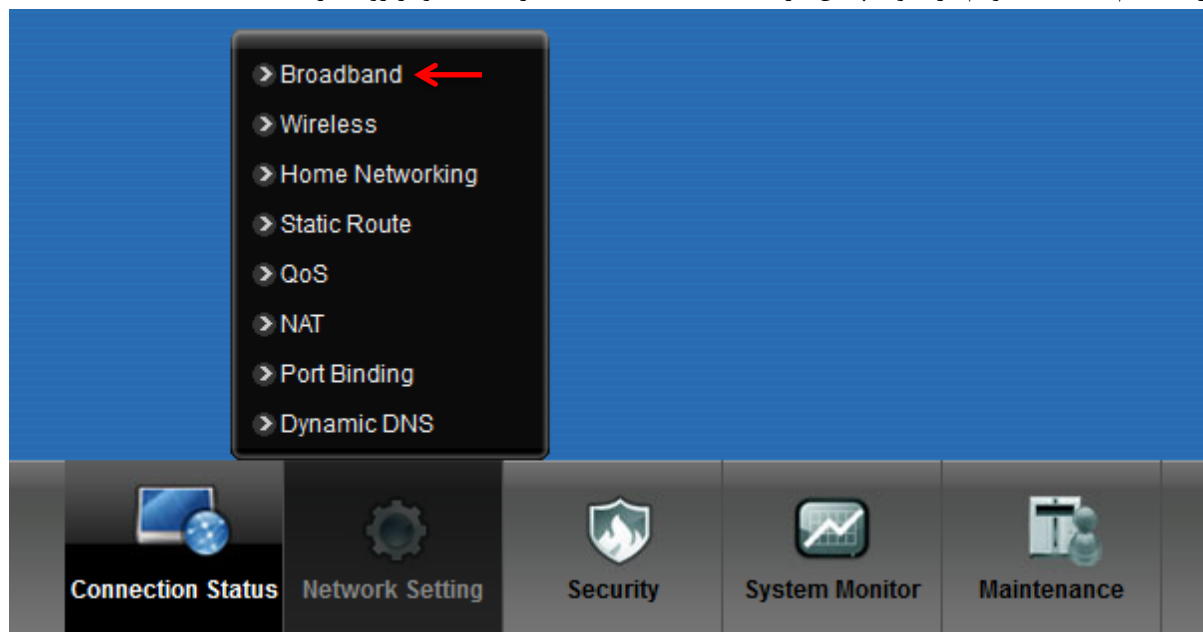 Broadband
Wireless
Home Networking
Static Route
QoS
NAT
Port Binding
Dynamic DNS
Connection Status
Network Setting
Security
System Monitor
Maintenance